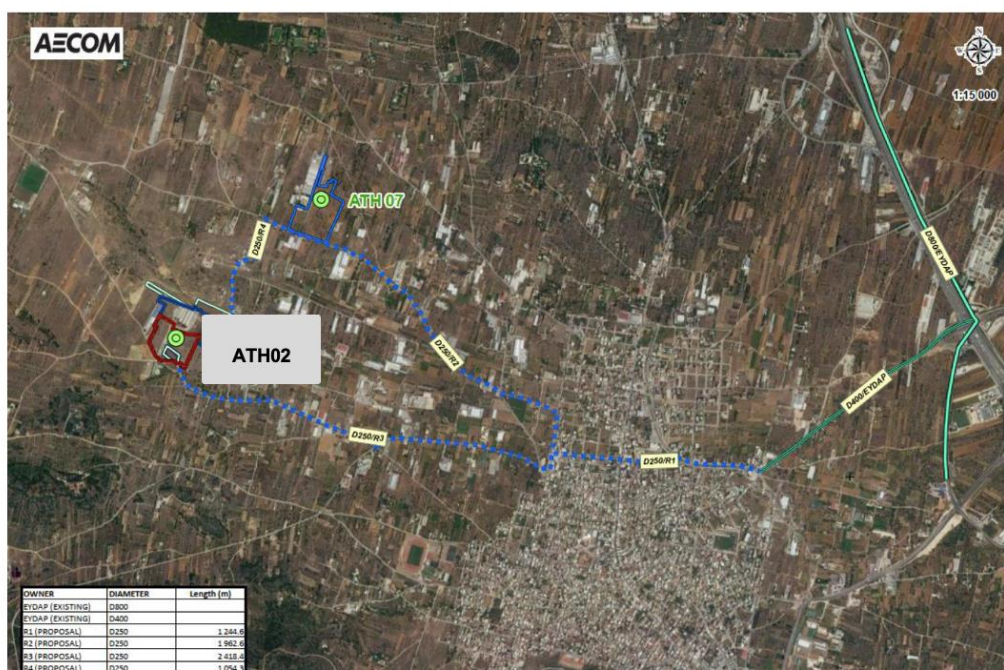 AECOM
N
W E
S
1:15 000
D800/EYDAP
ATH 07
D250/R4
ATH02
D250/R2
D400/EYDAP
D250/R3
D250/R1
OWNER DIAMETER Length (m)
EYDAP (EXISTING) D800
EYDAP (EXISTING) D400
R1 (PROPOSAL) D250 1 244.6
R2 (PROPOSAL) D250 1 962.6
R3 (PROPOSAL) D250 2 418.4
R4 (PROPOSAL) D250 1 054.3